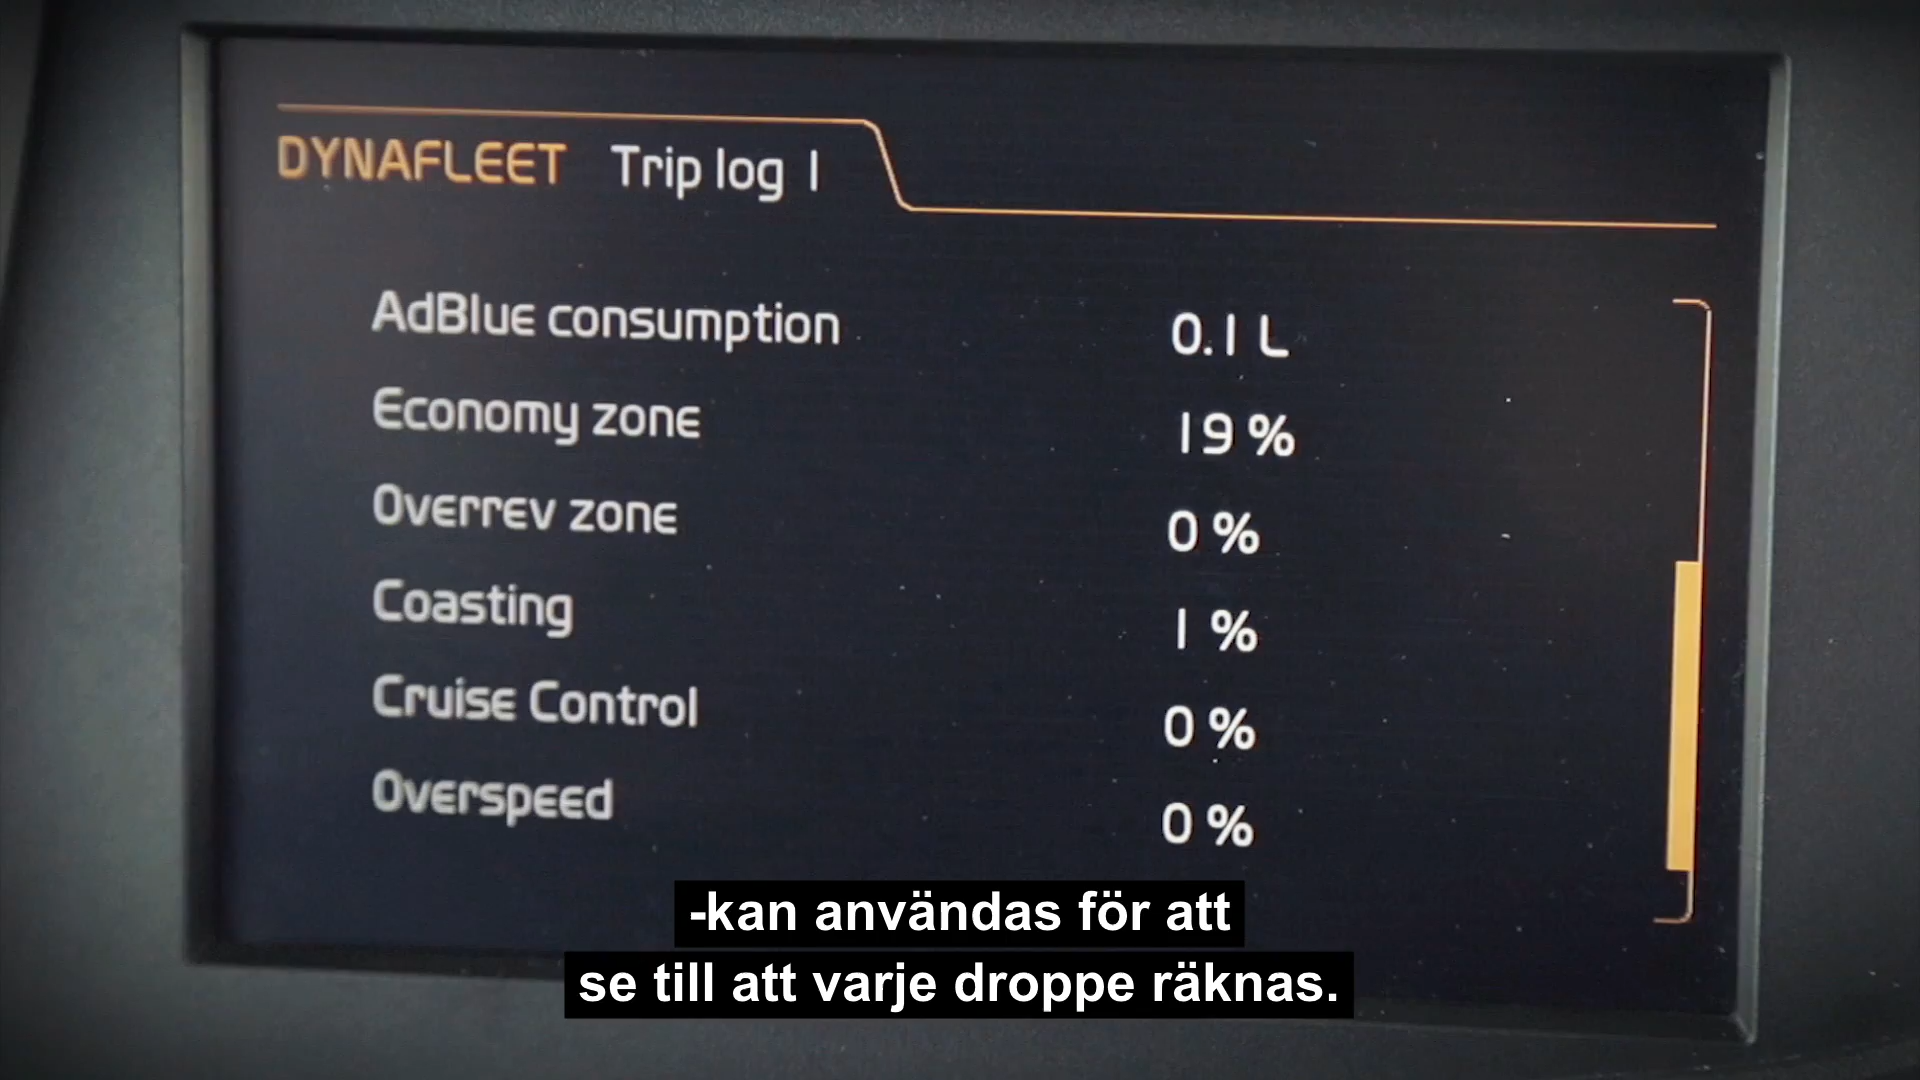 DYNAFLEET Trip log 1
AdBlue consumption 0.1 L
Economy zone 19 %
Overrev zone 0 %
Coasting 1 %
Cruise Control 0 %
Overspeed 0 %
-kan användas för att
se till att varje droppe räknas.